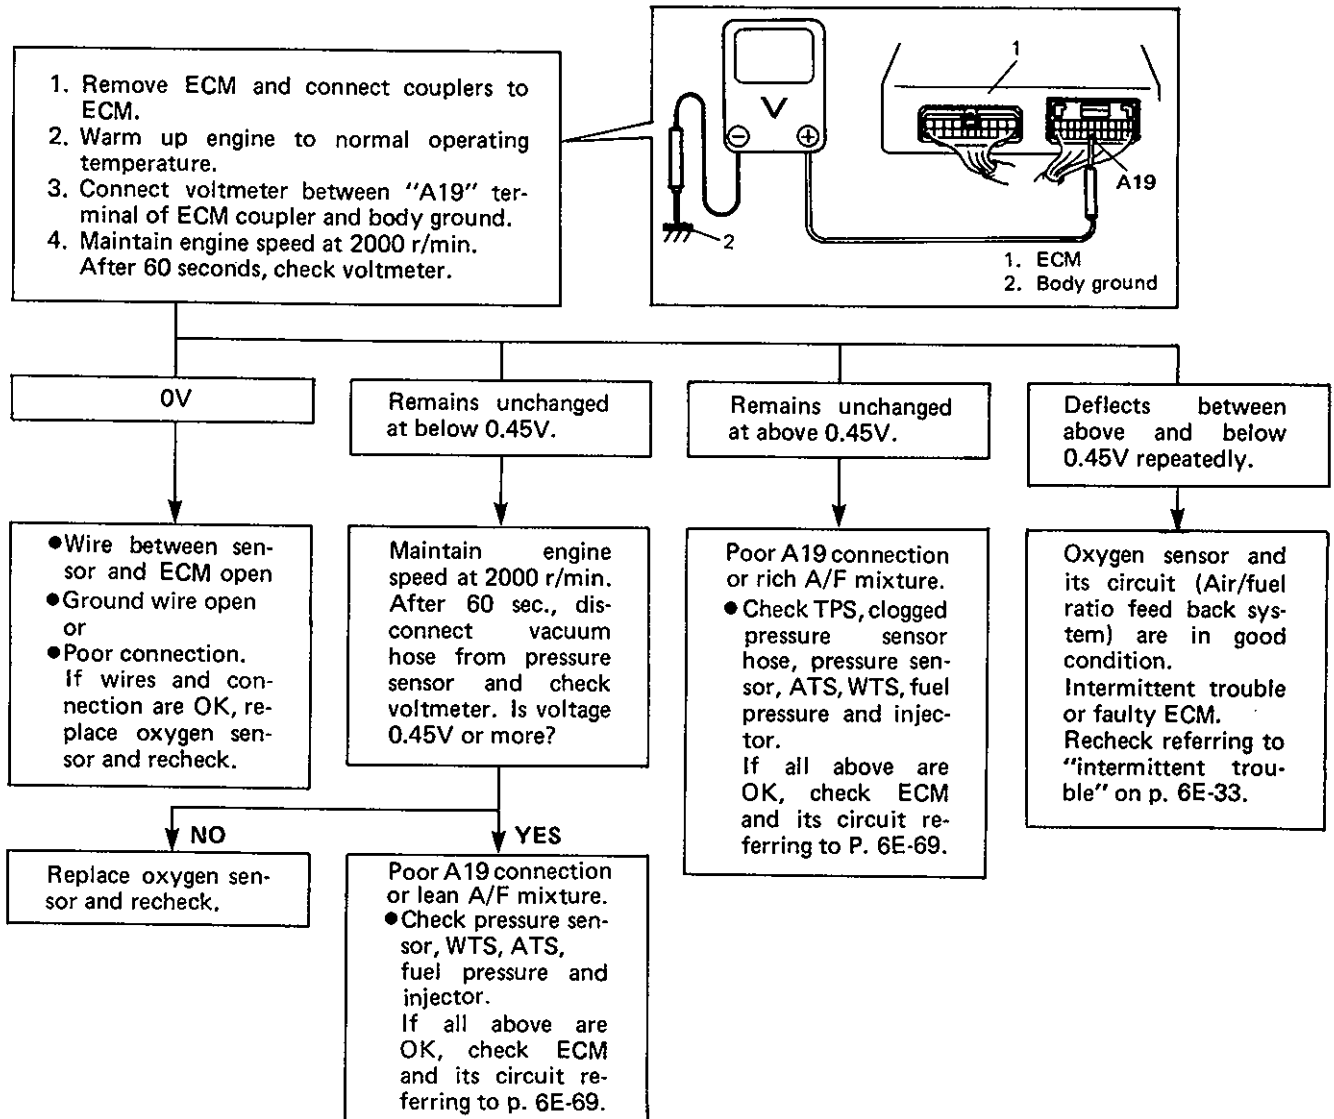 1. Remove ECM and connect couplers to
ECM.
2. Warm up engine to normal operating
temperature.
3. Connect voltmeter between "A19" ter-
minal of ECM coupler and body ground.
4. Maintain engine speed at 2000 r/min.
After 60 seconds, check voltmeter.
V
1
A19
2
1. ECM
2. Body ground
0V
Remains unchanged
at below 0.45V.
Remains unchanged
at above 0.45V.
Deflects between
above and below
0.45V repeatedly.
●Wire between sen-
sor and ECM open
●Ground wire open
or
●Poor connection.
If wires and con-
nection are OK, re-
place oxygen sen-
sor and recheck.
Maintain engine
speed at 2000 r/min.
After 60 sec., dis-
connect vacuum
hose from pressure
sensor and check
voltmeter. Is voltage
0.45V or more?
Poor A19 connection
or rich A/F mixture.
●Check TPS, clogged
pressure sensor
hose, pressure sen-
sor, ATS, WTS, fuel
pressure and injec-
tor.
If all above are
OK, check ECM
and its circuit re-
ferring to P. 6E-69.
Oxygen sensor and
its circuit (Air/fuel
ratio feed back sys-
tem) are in good
condition.
Intermittent trouble
or faulty ECM.
Recheck referring to
"intermittent trou-
ble" on p. 6E-33.
NO
YES
Replace oxygen sen-
sor and recheck.
Poor A19 connection
or lean A/F mixture.
●Check pressure sen-
sor, WTS, ATS,
fuel pressure and
injector.
If all above are
OK, check ECM
and its circuit re-
ferring to p. 6E-69.